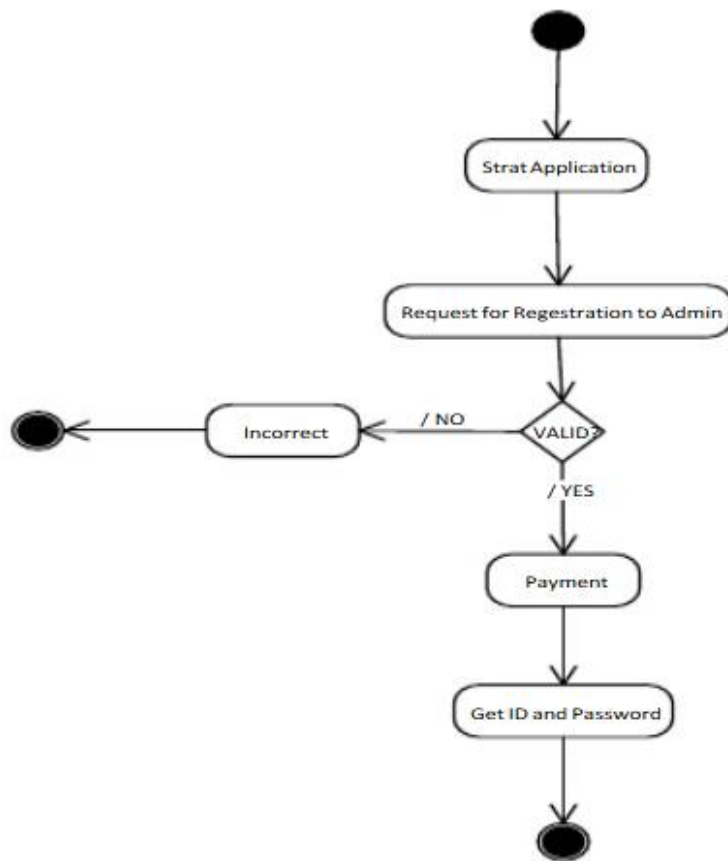 Strat Application
Request for Regestration to Admin
VALID?
/ NO
Incorrect
/ YES
Payment
Get ID and Password